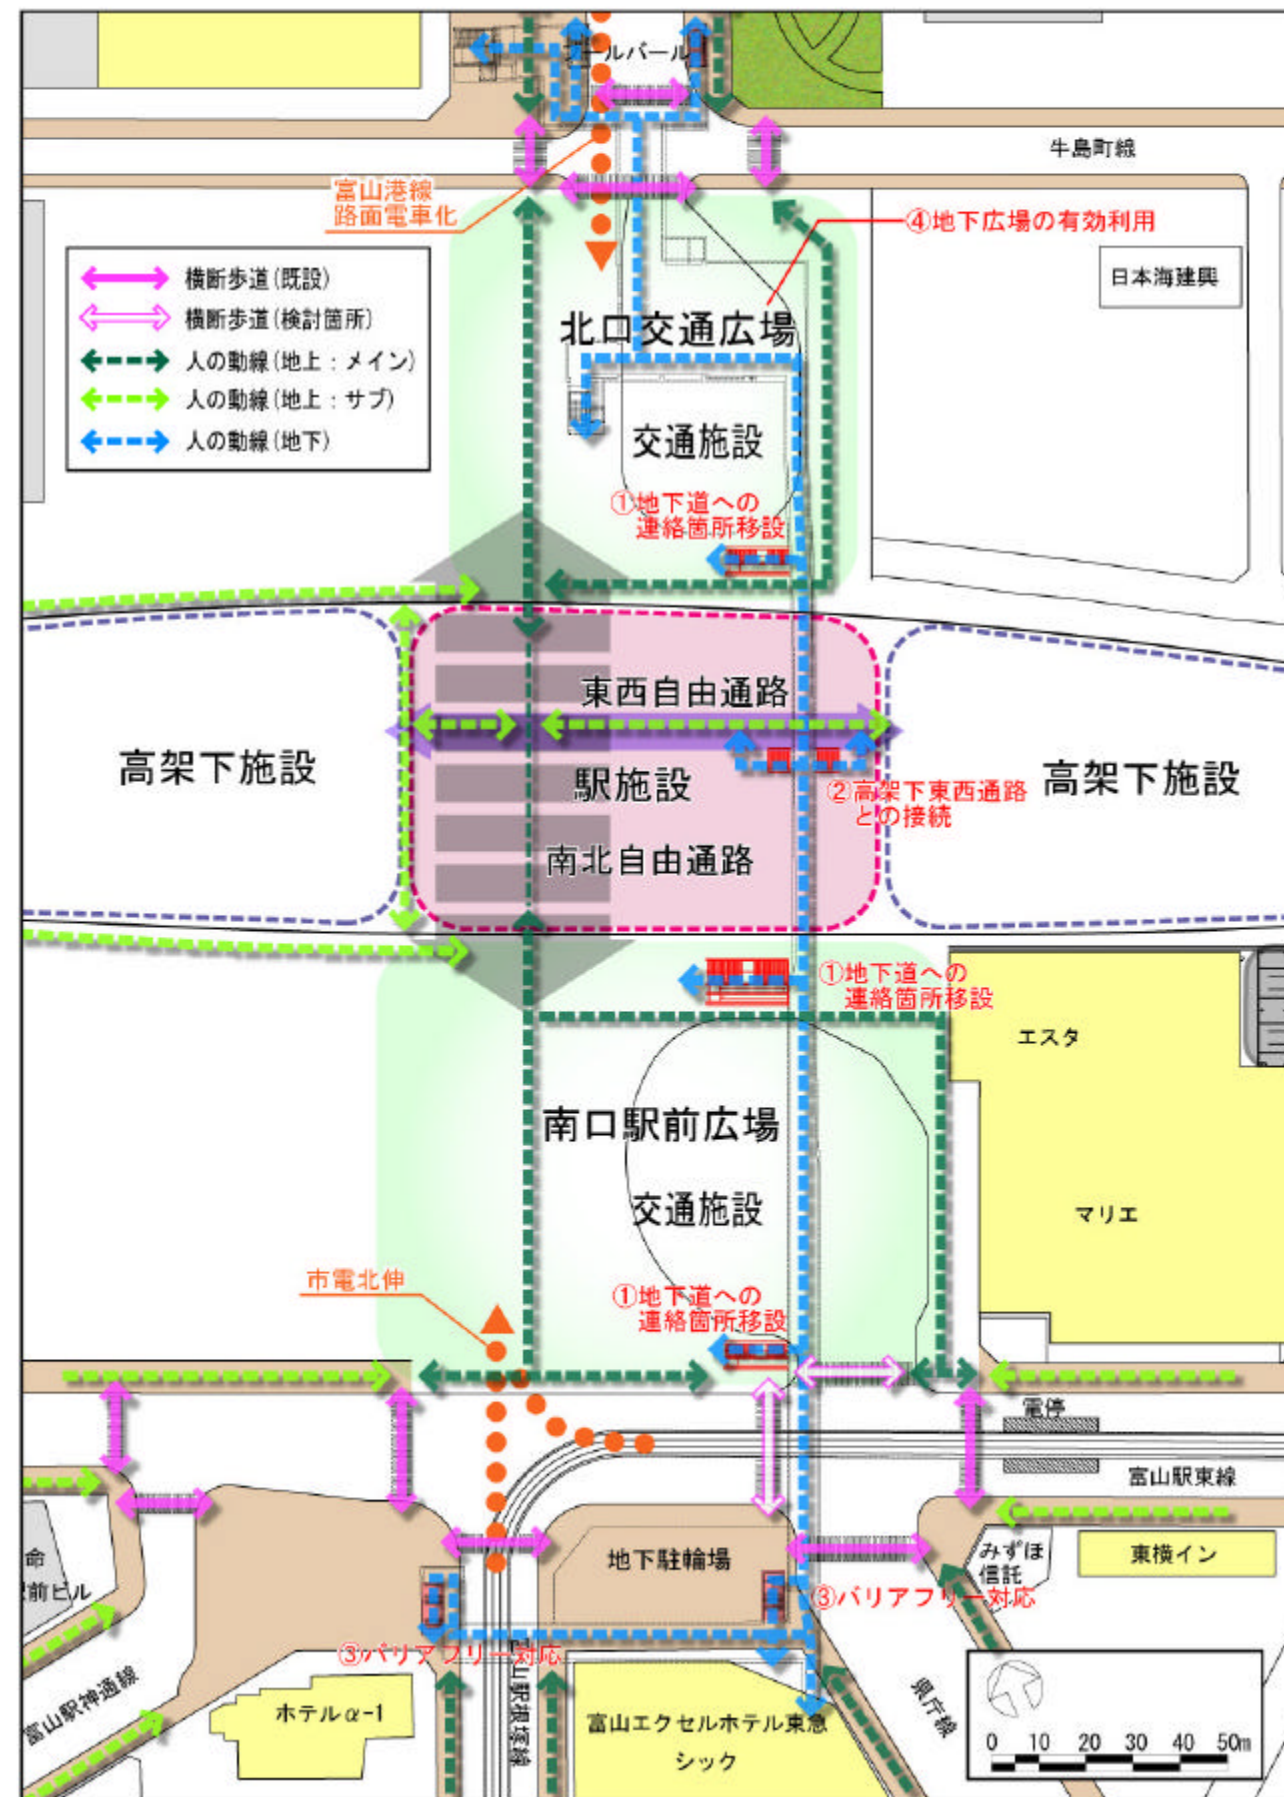 ブールバール
牛島町線
富山港線
路面電車化
④地下広場の有効利用
日本海建興
横断歩道(既設)
横断歩道(検討箇所)
人の動線(地上：メイン)
人の動線(地上：サブ)
人の動線(地下)
北口交通広場
交通施設
①地下道への
連絡箇所移設
東西自由通路
高架下施設
駅施設
高架下施設
②高架下東西通路
との接続
南北自由通路
①地下道への
連絡箇所移設
エスタ
南口駅前広場
交通施設
マリエ
市電北伸
①地下道への
連絡箇所移設
電停
富山駅東線
地下駐輪場
みずほ
信託
東横イン
命
前ビル
③バリアフリー対応
③バリアフリー対応
富山駅神通線
ホテルα-1
富山駅根塚線
富山エクセルホテル東急
シック
県庁線
0 10 20 30 40 50m